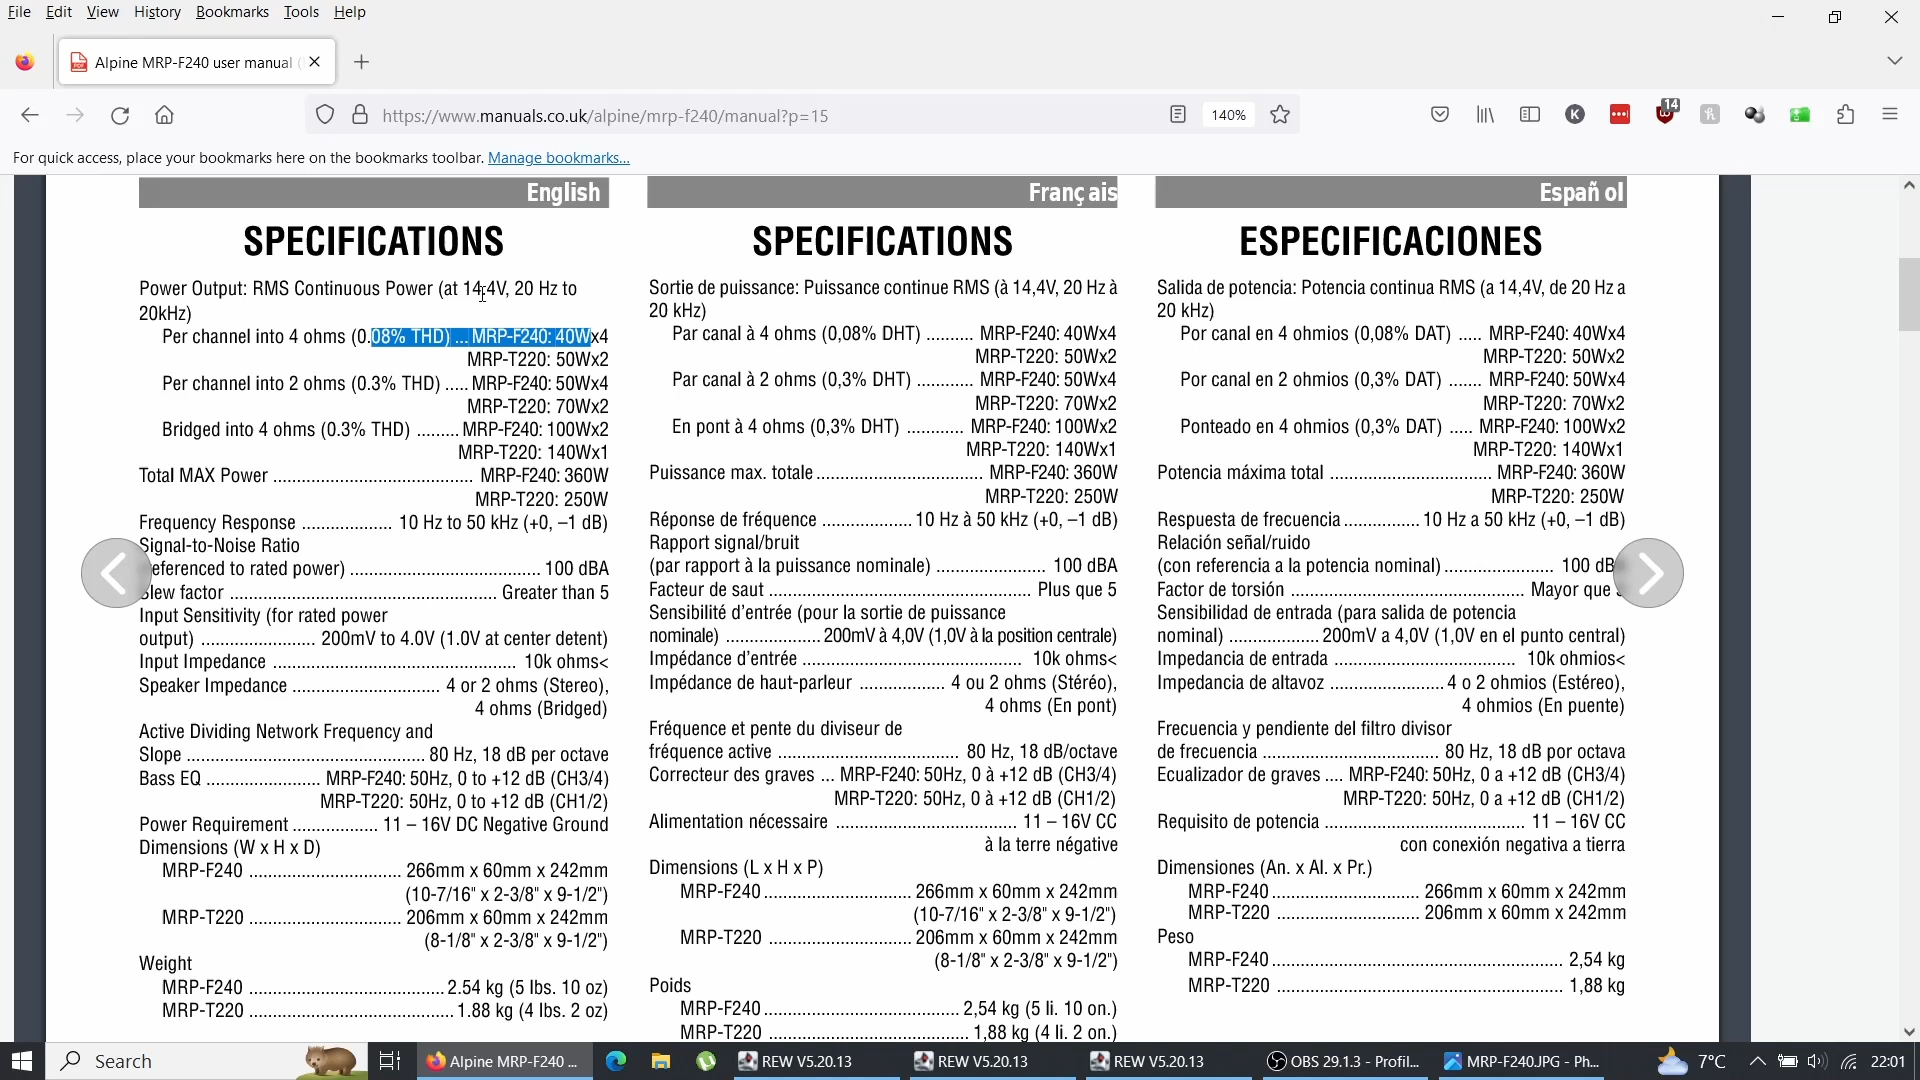 File Edit View History Bookmarks Tools Help
Alpine MRP-F240 user manual (
https://www.manuals.co.uk/alpine/mrp-f240/manual?p=15
140%
14
K
For quick access, place your bookmarks here on the bookmarks toolbar. Manage bookmarks...
English
SPECIFICATIONS
Power Output: RMS Continuous Power (at 14.4V, 20 Hz to
20kHz)
Per channel into 4 ohms (0.08% THD) ... MRP-F240: 40Wx4
MRP-T220: 50Wx2
Per channel into 2 ohms (0.3% THD) ..... MRP-F240: 50Wx4
MRP-T220: 70Wx2
Bridged into 4 ohms (0.3% THD) ......... MRP-F240: 100Wx2
MRP-T220: 140Wx1
Total MAX Power ......................................... MRP-F240: 360W
MRP-T220: 250W
Frequency Response .................. 10 Hz to 50 kHz (+0, –1 dB)
Signal-to-Noise Ratio
referenced to rated power) ...................................... 100 dBA
Slew factor ..................................................... Greater than 5
Input Sensitivity (for rated power
output) ....................... 200mV to 4.0V (1.0V at center detent)
Input Impedance ................................................... 10k ohms<
Speaker Impedance ............................... 4 or 2 ohms (Stereo),
4 ohms (Bridged)
Active Dividing Network Frequency and
Slope ................................................ 80 Hz, 18 dB per octave
Bass EQ ....................... MRP-F240: 50Hz, 0 to +12 dB (CH3/4)
MRP-T220: 50Hz, 0 to +12 dB (CH1/2)
Power Requirement .................. 11 – 16V DC Negative Ground
Dimensions (W x H x D)
MRP-F240 ............................... 266mm x 60mm x 242mm
(10-7/16" x 2-3/8" x 9-1/2")
MRP-T220 ............................... 206mm x 60mm x 242mm
(8-1/8" x 2-3/8" x 9-1/2")
Weight
MRP-F240 ....................................... 2.54 kg (5 lbs. 10 oz)
MRP-T220 ......................................... 1.88 kg (4 lbs. 2 oz)
Franç ais
SPECIFICATIONS
Sortie de puissance: Puissance continue RMS (à 14,4V, 20 Hz à
20 kHz)
Par canal à 4 ohms (0,08% DHT) .......... MRP-F240: 40Wx4
MRP-T220: 50Wx2
Par canal à 2 ohms (0,3% DHT) ............ MRP-F240: 50Wx4
MRP-T220: 70Wx2
En pont à 4 ohms (0,3% DHT) ............ MRP-F240: 100Wx2
MRP-T220: 140Wx1
Puissance max. totale ................................... MRP-F240: 360W
MRP-T220: 250W
Réponse de fréquence .................. 10 Hz à 50 kHz (+0, –1 dB)
Rapport signal/bruit
(par rapport à la puissance nominale) ...................... 100 dBA
Facteur de saut ..................................................... Plus que 5
Sensibilité d'entrée (pour la sortie de puissance
nominale) .................... 200mV à 4,0V (1,0V à la position centrale)
Impédance d'entrée ............................................... 10k ohms<
Impédance de haut-parleur .................. 4 ou 2 ohms (Stéréo),
4 ohms (En pont)
Fréquence et pente du diviseur de
fréquence active ..................................... 80 Hz, 18 dB/octave
Correcteur des graves ... MRP-F240: 50Hz, 0 à +12 dB (CH3/4)
MRP-T220: 50Hz, 0 à +12 dB (CH1/2)
Alimentation nécessaire ...................................... 11 – 16V CC
à la terre négative
Dimensions (L x H x P)
MRP-F240 ............................... 266mm x 60mm x 242mm
(10-7/16" x 2-3/8" x 9-1/2")
MRP-T220 ............................... 206mm x 60mm x 242mm
(8-1/8" x 2-3/8" x 9-1/2")
Poids
MRP-F240 ....................................... 2,54 kg (5 li. 10 on.)
MRP-T220 ........................................ 1,88 kg (4 li. 2 on.)
Españ ol
ESPECIFICACIONES
Salida de potencia: Potencia continua RMS (a 14,4V, de 20 Hz a
20 kHz)
Por canal en 4 ohmios (0,08% DAT) ..... MRP-F240: 40Wx4
MRP-T220: 50Wx2
Por canal en 2 ohmios (0,3% DAT) ....... MRP-F240: 50Wx4
MRP-T220: 70Wx2
Ponteado en 4 ohmios (0,3% DAT) ..... MRP-F240: 100Wx2
MRP-T220: 140Wx1
Potencia máxima total .................................. MRP-F240: 360W
MRP-T220: 250W
Respuesta de frecuencia ............... 10 Hz a 50 kHz (+0, –1 dB)
Relación señal/ruido
(con referencia a la potencia nominal) ...................... 100 dB
Factor de torsión ................................................ Mayor que 5
Sensibilidad de entrada (para salida de potencia
nominal) ................... 200mV a 4,0V (1,0V en el punto central)
Impedancia de entrada ...................................... 10k ohmios<
Impedancia de altavoz ....................... 4 o 2 ohmios (Estéreo),
4 ohmios (En puente)
Frecuencia y pendiente del filtro divisor
de frecuencia .................................... 80 Hz, 18 dB por octava
Ecualizador de graves .... MRP-F240: 50Hz, 0 a +12 dB (CH3/4)
MRP-T220: 50Hz, 0 a +12 dB (CH1/2)
Requisito de potencia ......................................... 11 – 16V CC
con conexión negativa a tierra
Dimensiones (An. x Al. x Pr.)
MRP-F240 ............................... 266mm x 60mm x 242mm
MRP-T220 ............................... 206mm x 60mm x 242mm
Peso
MRP-F240 ............................................................ 2,54 kg
MRP-T220 ............................................................ 1,88 kg
Search
Alpine MRP-F240 ...
REW V5.20.13
REW V5.20.13
REW V5.20.13
OBS 29.1.3 - Profil...
MRP-F240.JPG - Ph...
7°C
22:01